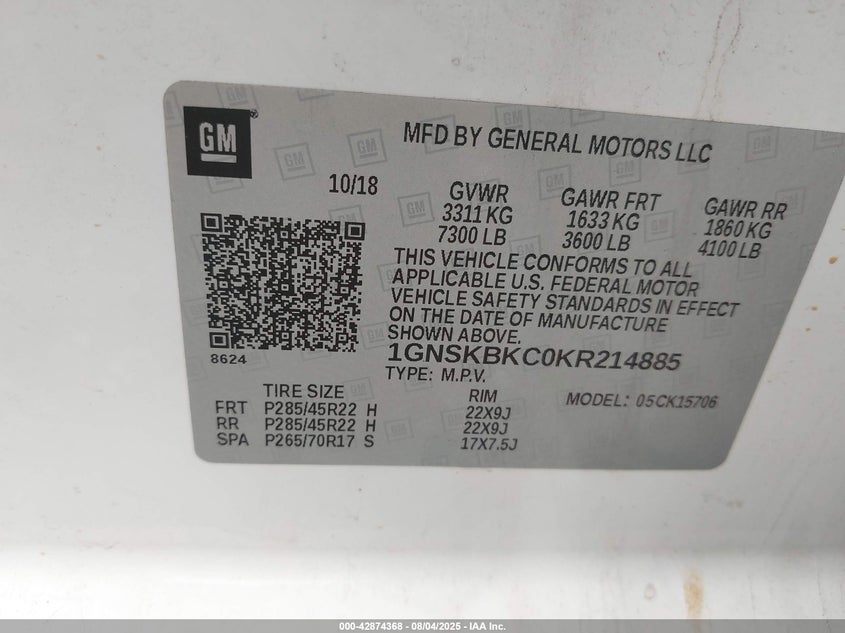 GM
MFD BY GENERAL MOTORS LLC
10/18
GVWR
3311 KG
7300 LB
GAWR FRT
1633 KG
3600 LB
GAWR RR
1860 KG
4100 LB
THIS VEHICLE CONFORMS TO ALL
APPLICABLE U.S. FEDERAL MOTOR
VEHICLE SAFETY STANDARDS IN EFFECT
ON THE DATE OF MANUFACTURE
SHOWN ABOVE.
8624
1GNSKBKC0KR214885
TYPE: M.P.V.
TIRE SIZE RIM MODEL: 05CK15706
FRT P285/45R22 H 22X9J
RR P285/45R22 H 22X9J
SPA P265/70R17 S 17X7.5J
000-42874368 - 08/04/2025 - IAA Inc.